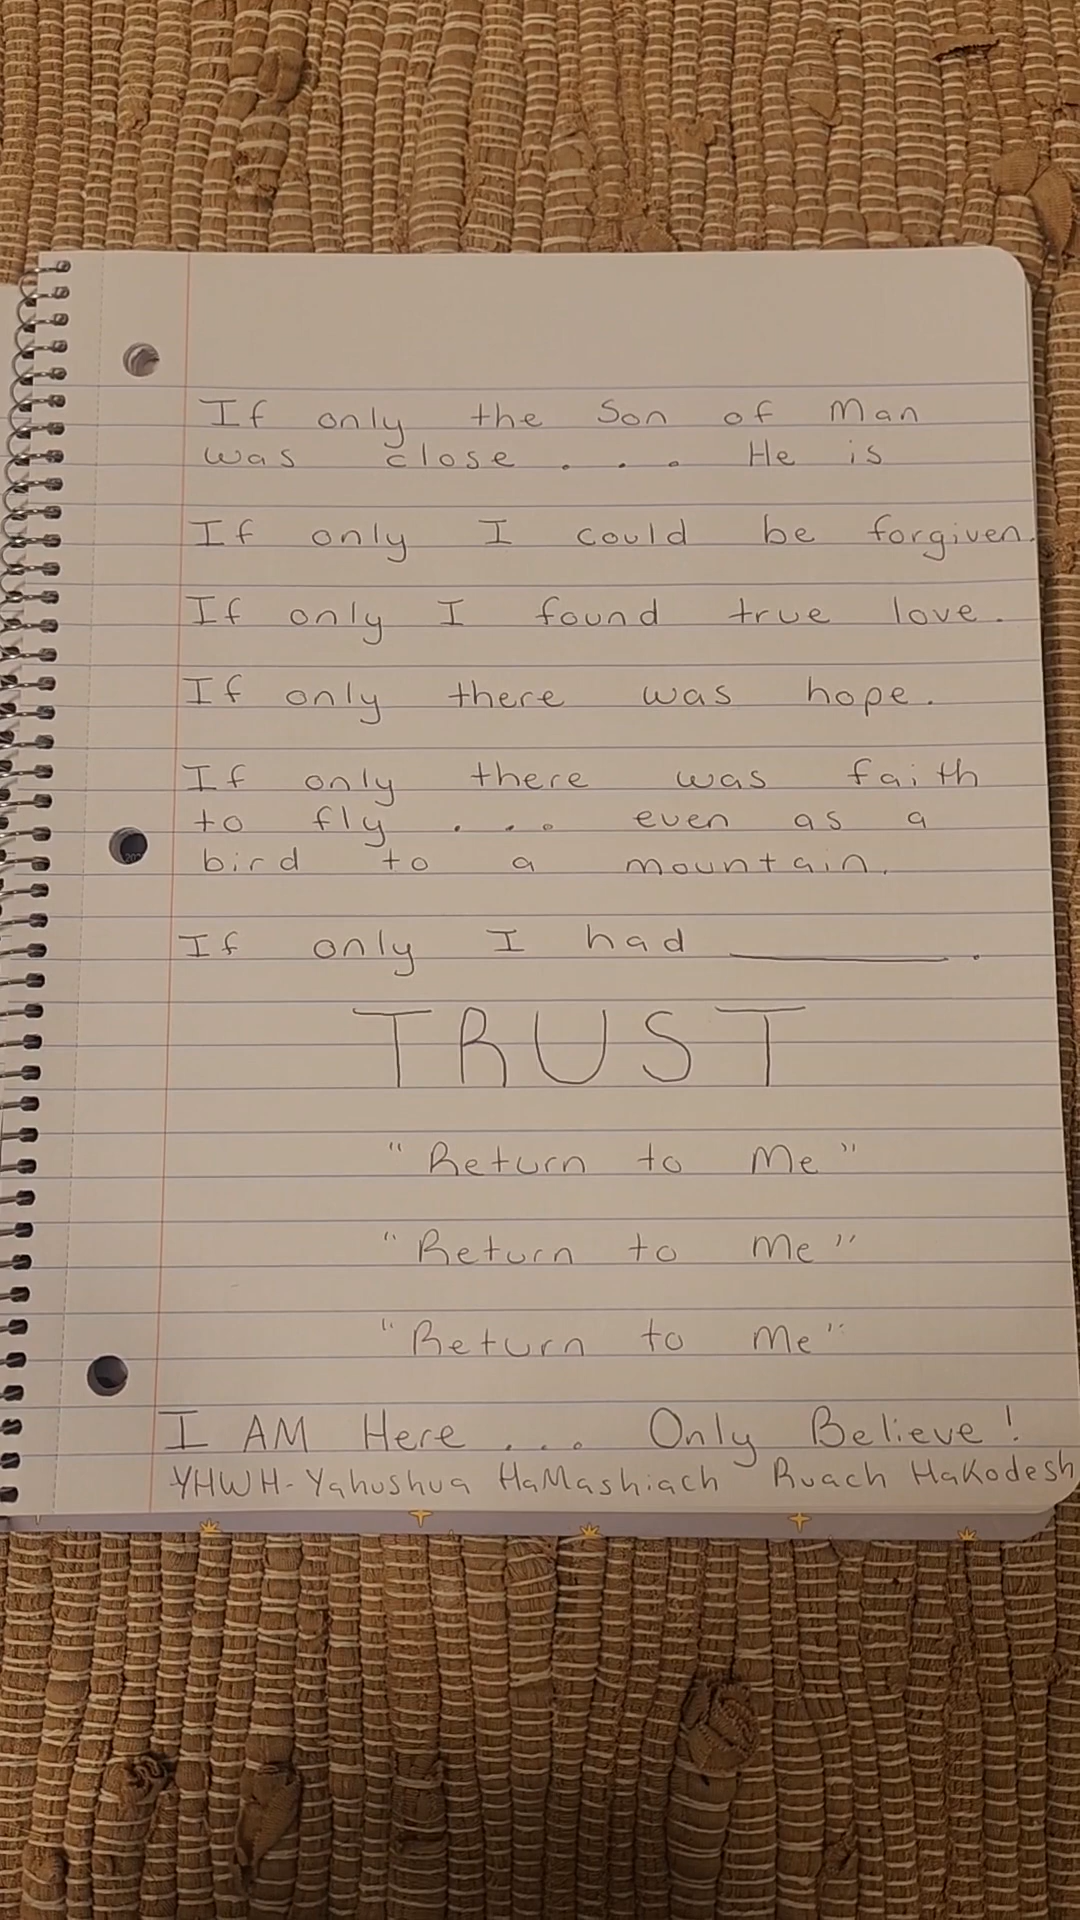 If only the Son of Man
was close . . . He is
If only I could be forgiven.
If only I found true love.
If only there was hope.
If only there was faith
to fly . . . even as a
bird to a mountain.
If only I had ________.
TRUST
"Return to Me"
"Return to Me"
"Return to Me"
I AM Here . . . Only Believe!
YHWH-Yahushua HaMashiach Ruach HaKodesh